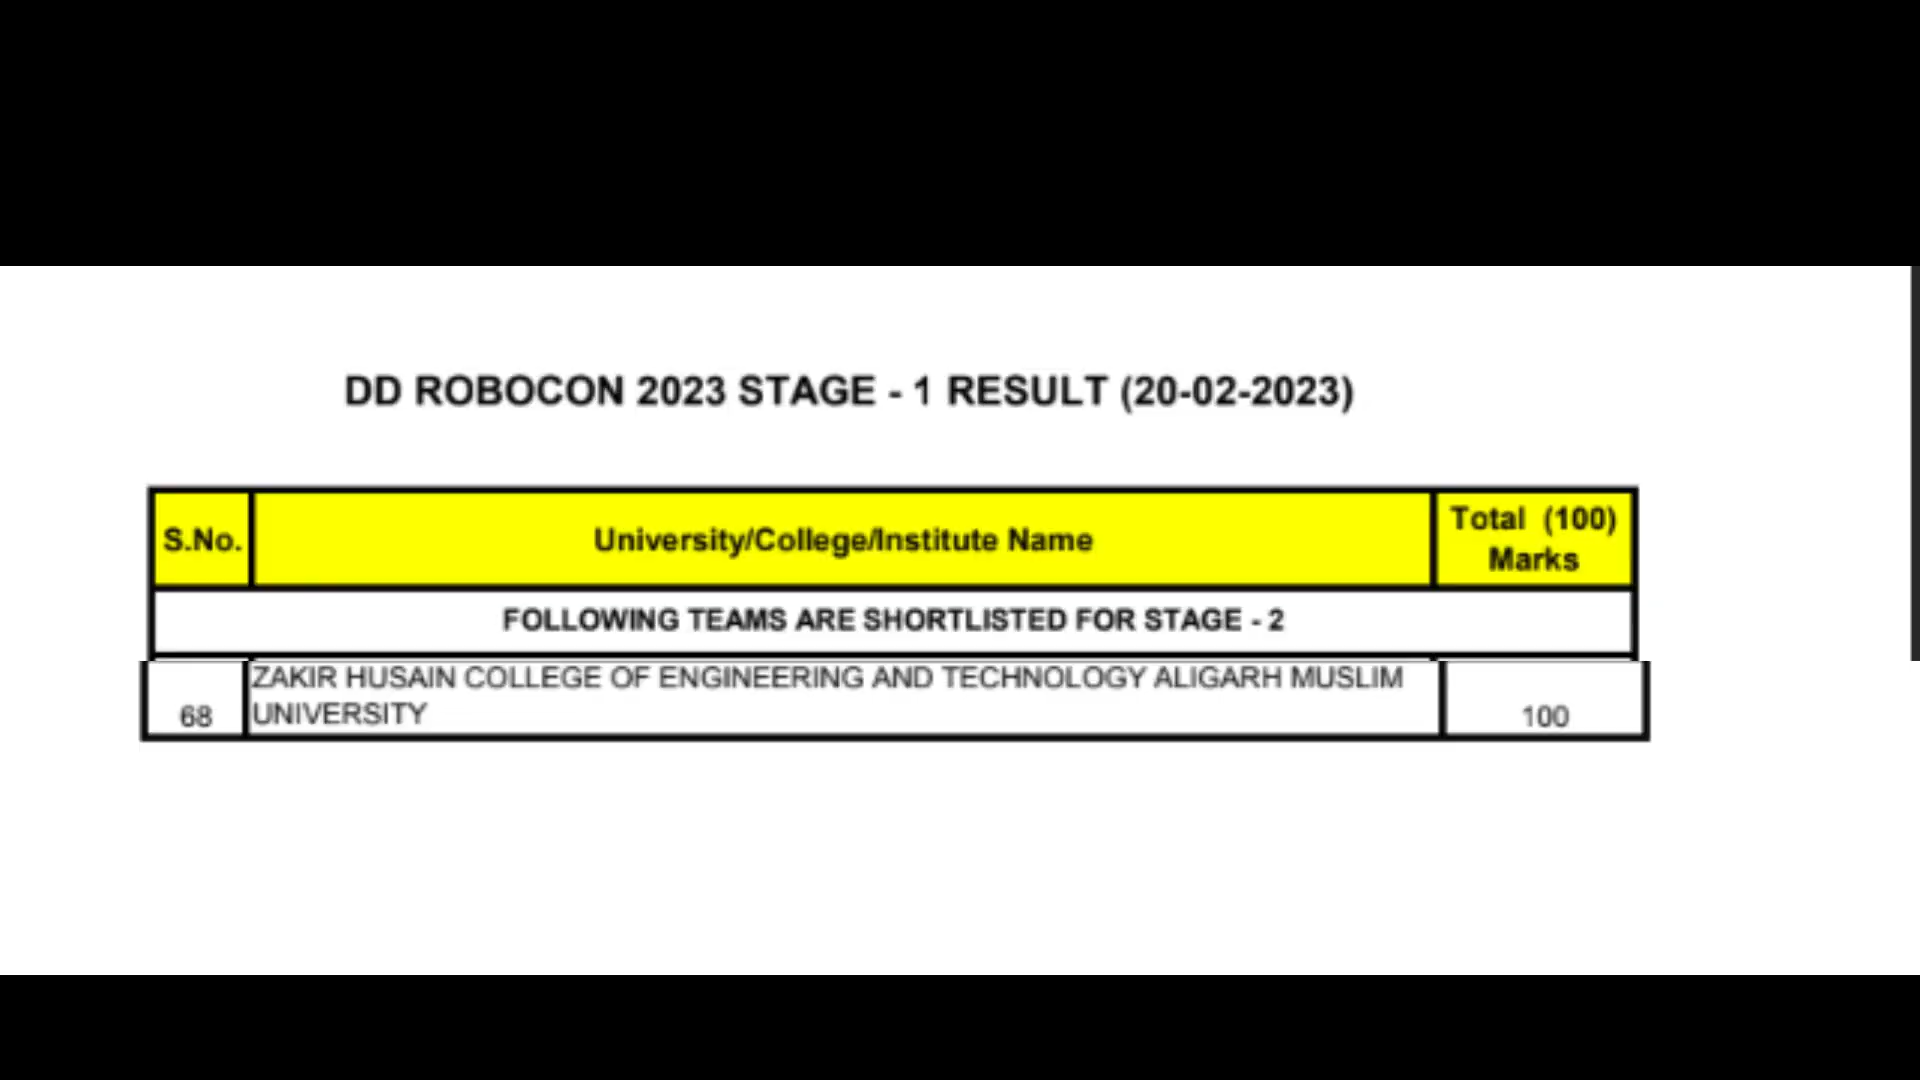 DD ROBOCON 2023 STAGE - 1 RESULT (20-02-2023)
S.No.
University/College/Institute Name
Total (100)
Marks
FOLLOWING TEAMS ARE SHORTLISTED FOR STAGE - 2
68
ZAKIR HUSAIN COLLEGE OF ENGINEERING AND TECHNOLOGY ALIGARH MUSLIM
UNIVERSITY
100